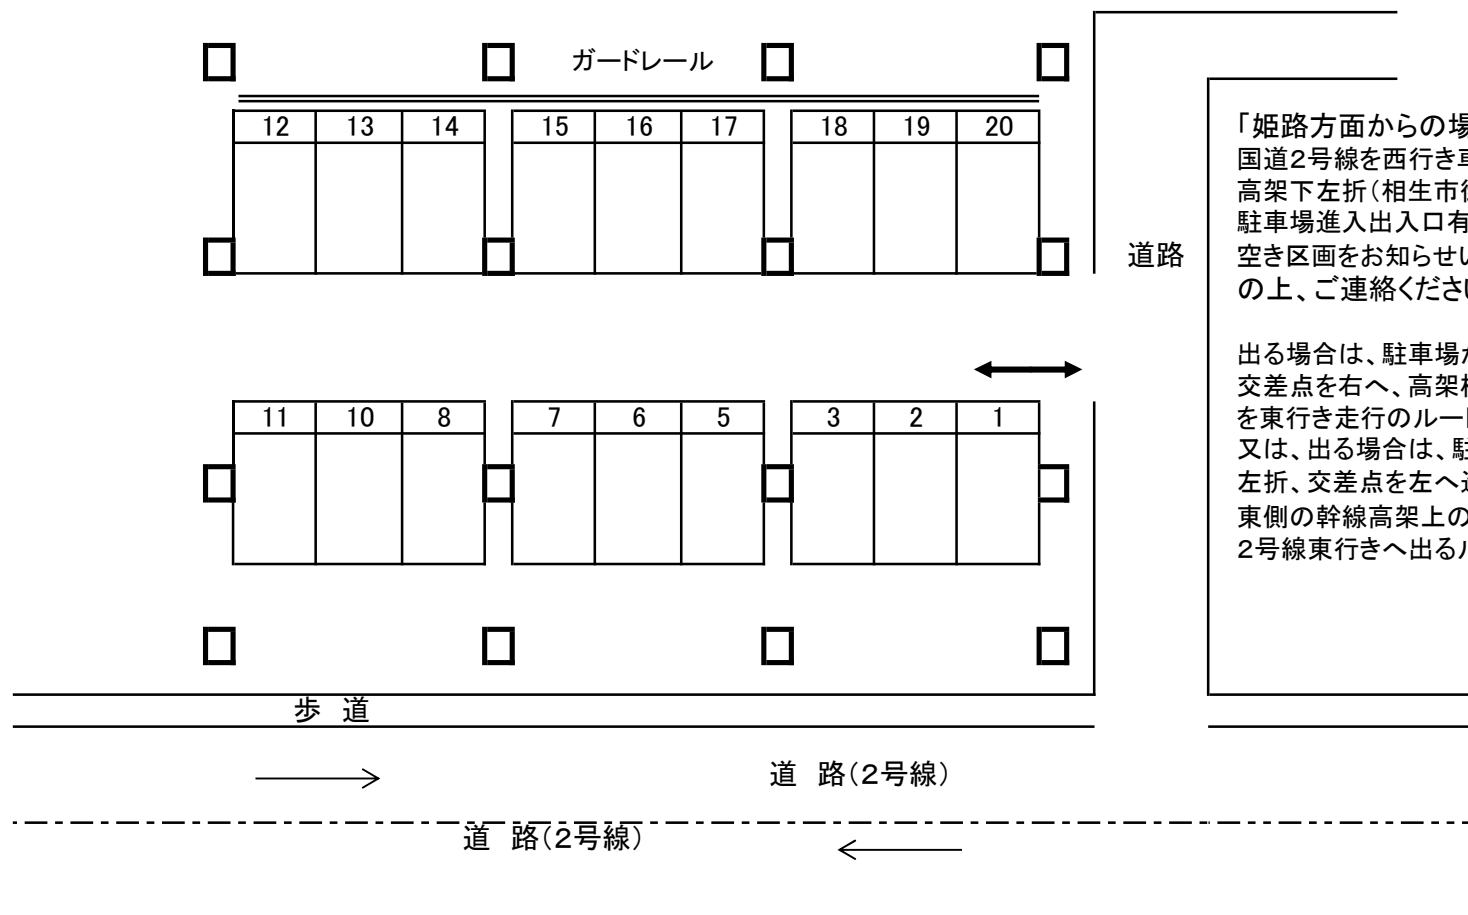 ガードレール
12 13 14 15 16 17 18 19 20
道路
11 10 8 7 6 5 3 2 1
歩 道
道 路(2号線)
道 路(2号線)
「姫路方面からの場
国道2号線を西行き
高架下左折(相生市
駐車場進入出入口有
空き区画をお知らせい
の上、ご連絡ください
出る場合は、駐車場
交差点を右へ、高架
を東行き走行のルー
又は、出る場合は、駐
左折、交差点を左へ
東側の幹線高架上の
2号線東行きへ出る